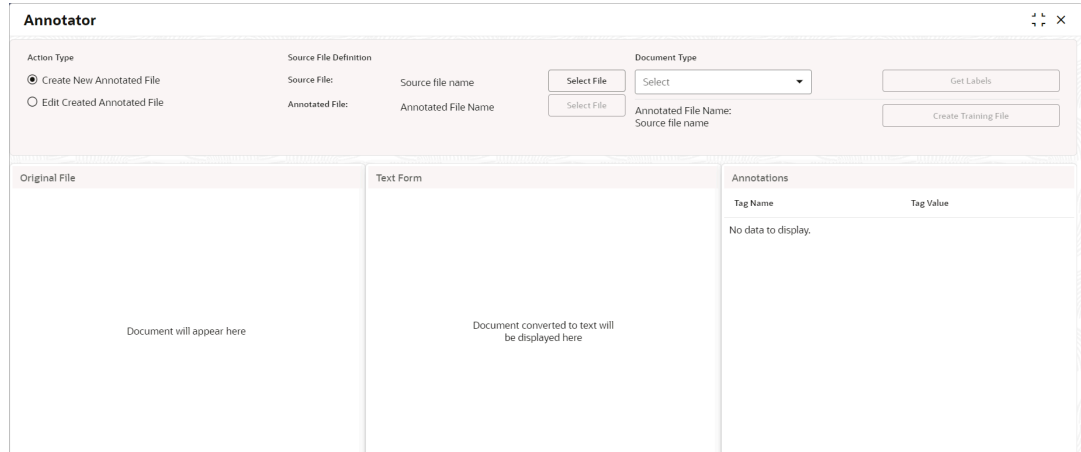 Annotator
Action Type
Create New Annotated File
Edit Created Annotated File
Source File Definition
Source File:
Source file name
Select File
Annotated File:
Annotated File Name
Select File
Document Type
Select
Annotated File Name:
Source file name
Get Labels
Create Training File
Original File
Document will appear here
Text Form
Document converted to text will
be displayed here
Annotations
Tag Name
Tag Value
No data to display.